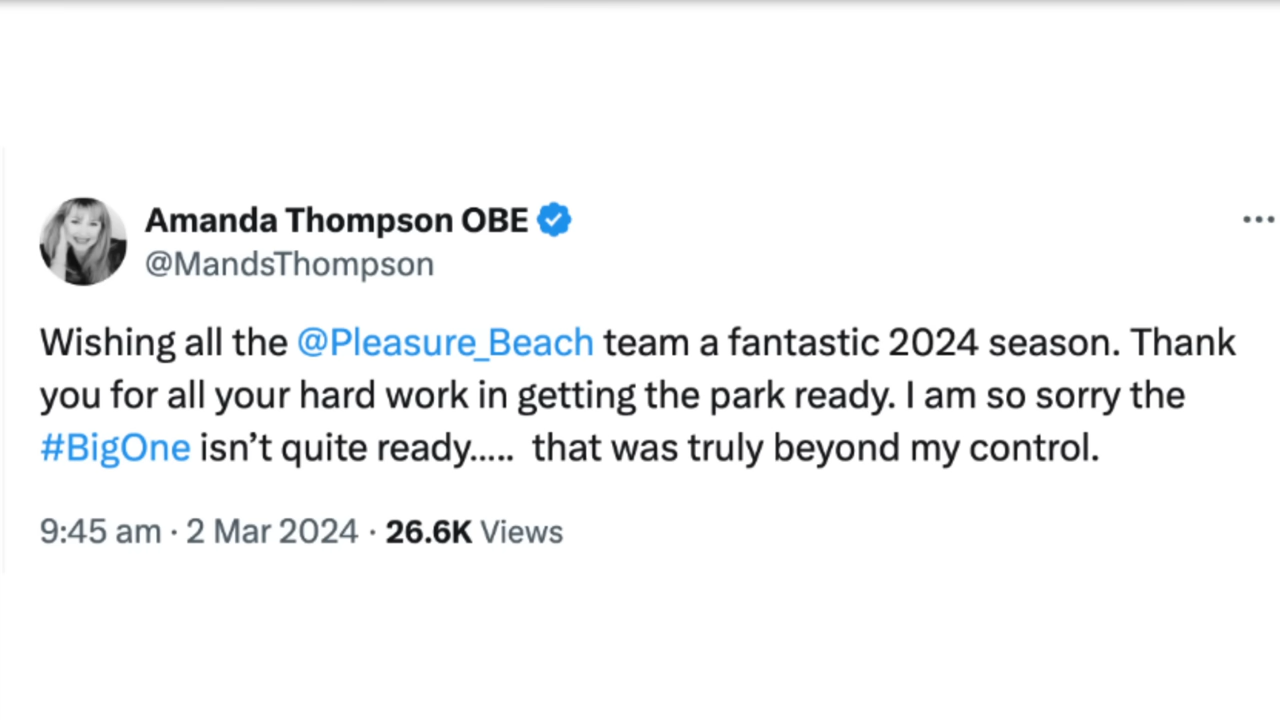 Amanda Thompson OBE
@MandsThompson
Wishing all the @Pleasure_Beach team a fantastic 2024 season. Thank
you for all your hard work in getting the park ready. I am so sorry the
#BigOne isn’t quite ready.....  that was truly beyond my control.
9:45 am · 2 Mar 2024 · 26.6K Views